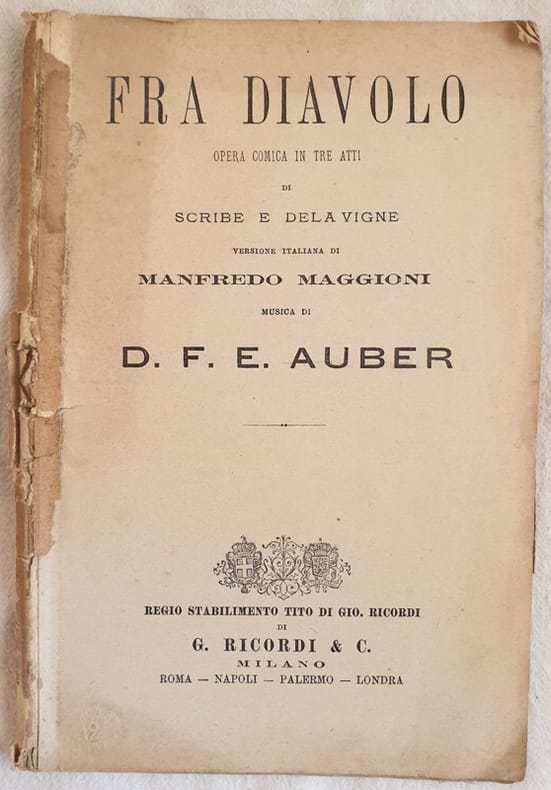 FRA DIAVOLO
OPERA COMICA IN TRE ATTI
DI
SCRIBE E DELAVIGNE
VERSIONE ITALIANA DI
MANFREDO MAGGIONI
MUSICA DI
D. F. E. AUBER
REGIO STABILIMENTO TITO DI GIO. RICORDI
DI
G. RICORDI & C.
MILANO
ROMA — NAPOLI — PALERMO — LONDRA